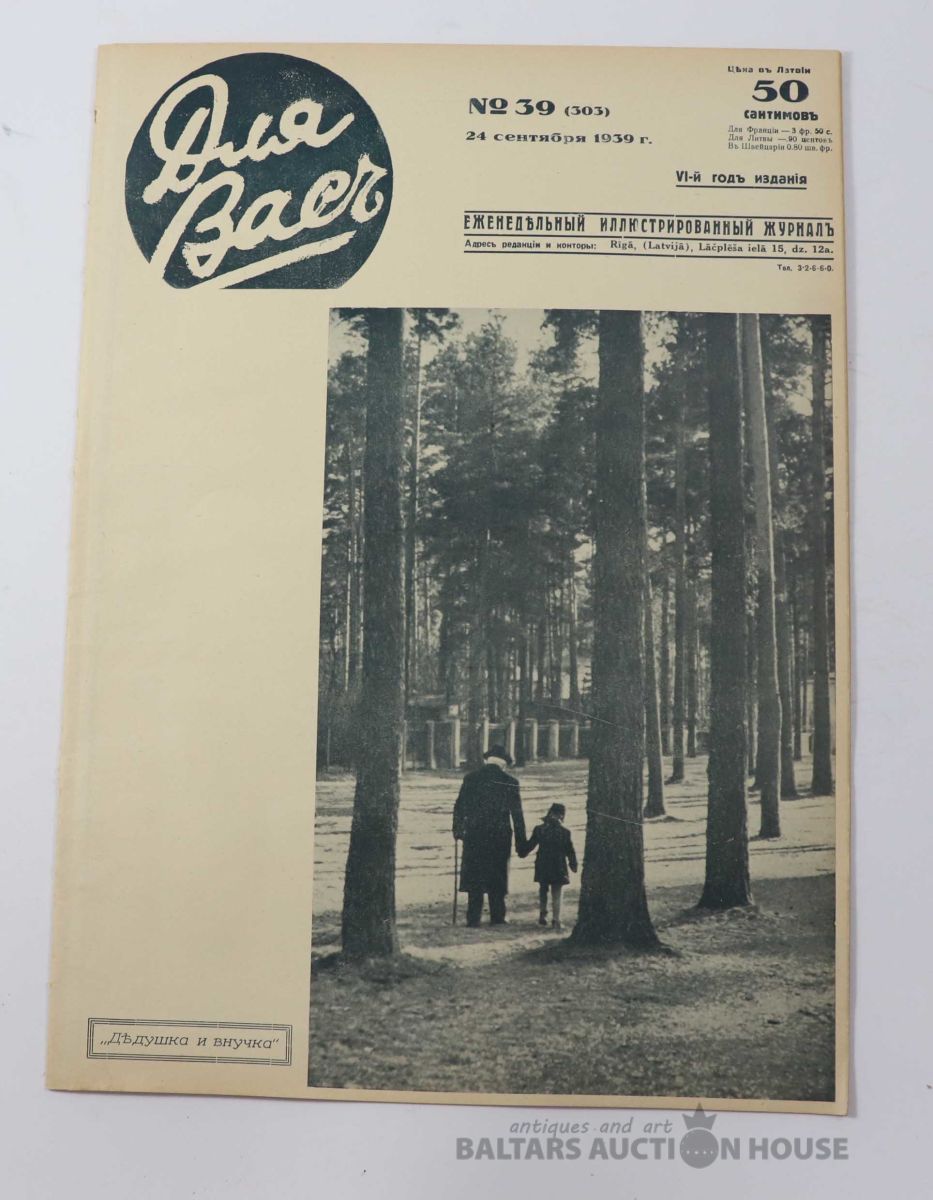 Для
Васъ
№ 39 (303)
24 сентября 1939 г.
Цѣна въ Латвіи
50
сантимовъ
Для Франціи — 3 фр. 50 с.
Для Литвы — 90 центовъ
Въ Швейцаріи 0.80 шв. фр.
VI-й годъ изданія
ЕЖЕНЕДѢЛЬНЫЙ ИЛЛЮСТРИРОВАННЫЙ ЖУРНАЛЪ
Адресъ редакціи и конторы: Rīgā, (Latvijā), Lāčplēša ielā 15, dz. 12a.
Тел. 3-2-6-6-0.
„Дѣдушка и внучка“
antiques and art
BALTARS AUCTION HOUSE